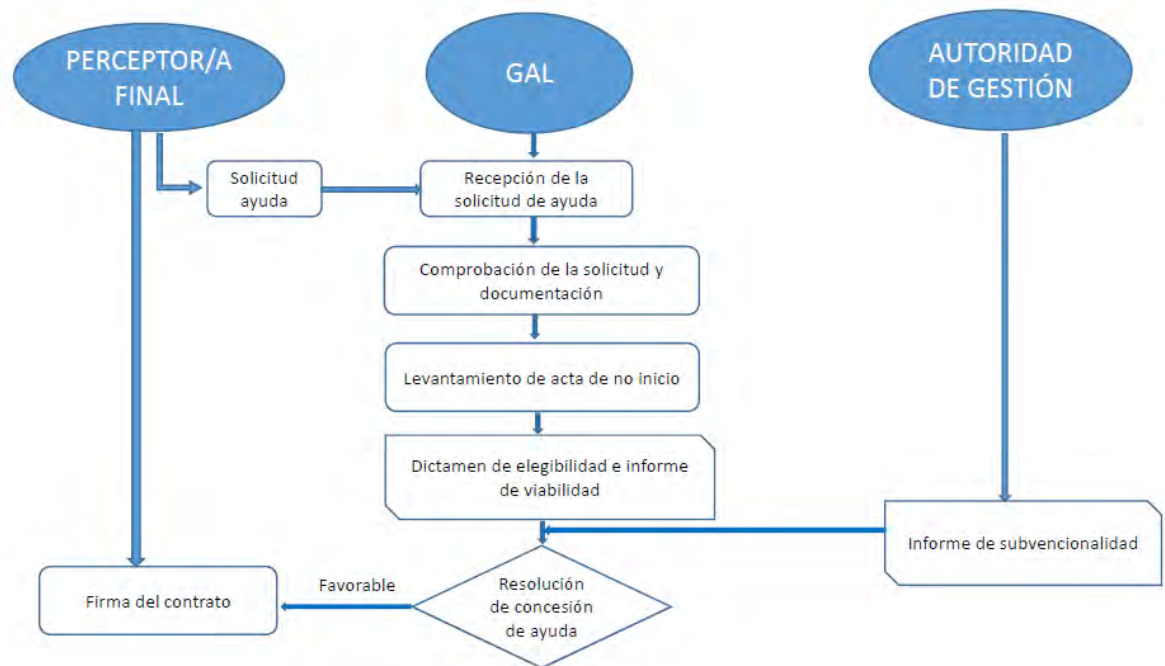 PERCEPTOR/A
FINAL
GAL
AUTORIDAD
DE GESTIÓN
Solicitud
ayuda
Recepción de la
solicitud de ayuda
Comprobación de la solicitud y
documentación
Levantamiento de acta de no inicio
Dictamen de elegibilidad e informe
de viabilidad
Informe de subvencionalidad
Firma del contrato
Favorable
Resolución
de concesión
de ayuda